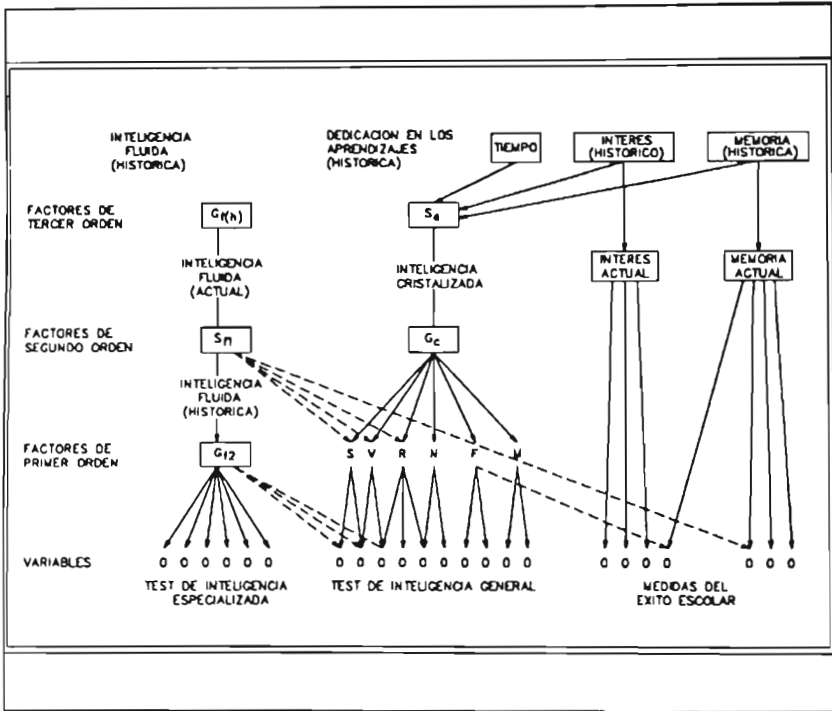 INTELIGENCIA
FLUIDA
(HISTORICA)
DEDICACION EN LOS
APRENDIZAJES
(HISTORICA)
TIEMPO
INTERES
(HISTORICO)
MEMORIA
(HISTORICA)
FACTORES DE
TERCER ORDEN
Gf(h)
Sa
INTELIGENCIA
FLUIDA
(ACTUAL)
INTELIGENCIA
CRISTALIZADA
INTERES
ACTUAL
MEMORIA
ACTUAL
FACTORES DE
SEGUNDO ORDEN
Gc
INTELIGENCIA
FLUIDA
(HISTORICA)
FACTORES DE
PRIMER ORDEN
Gf2
S V R N F M
VARIABLES
O O O O O O O O O O O O O O O O O O O O O O
TEST DE INTELIGENCIA
ESPECIALIZADA
TEST DE INTELIGENCIA GENERAL
MEDIDAS DEL
EXITO ESCOLAR